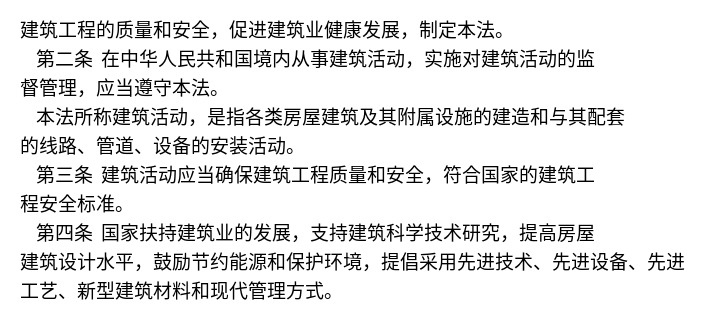 建筑工程的质量和安全，促进建筑业健康发展，制定本法。
第二条 在中华人民共和国境内从事建筑活动，实施对建筑活动的监
督管理，应当遵守本法。
本法所称建筑活动，是指各类房屋建筑及其附属设施的建造和与其配套
的线路、管道、设备的安装活动。
第三条 建筑活动应当确保建筑工程质量和安全，符合国家的建筑工
程安全标准。
第四条 国家扶持建筑业的发展，支持建筑科学技术研究，提高房屋
建筑设计水平，鼓励节约能源和保护环境，提倡采用先进技术、先进设备、先进
工艺、新型建筑材料和现代管理方式。